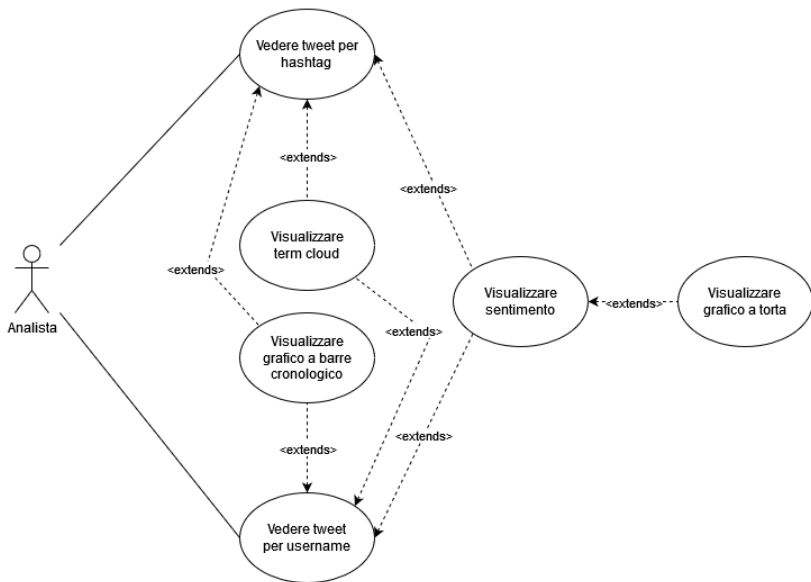 Vedere tweet per
hashtag
<extends>
<extends>
Visualizzare
term cloud
<extends>
Visualizzare
sentimento
<extends>
Visualizzare
grafico a torta
Analista
Visualizzare
grafico a barre
cronologico
<extends>
<extends>
<extends>
<extends>
Vedere tweet
per username